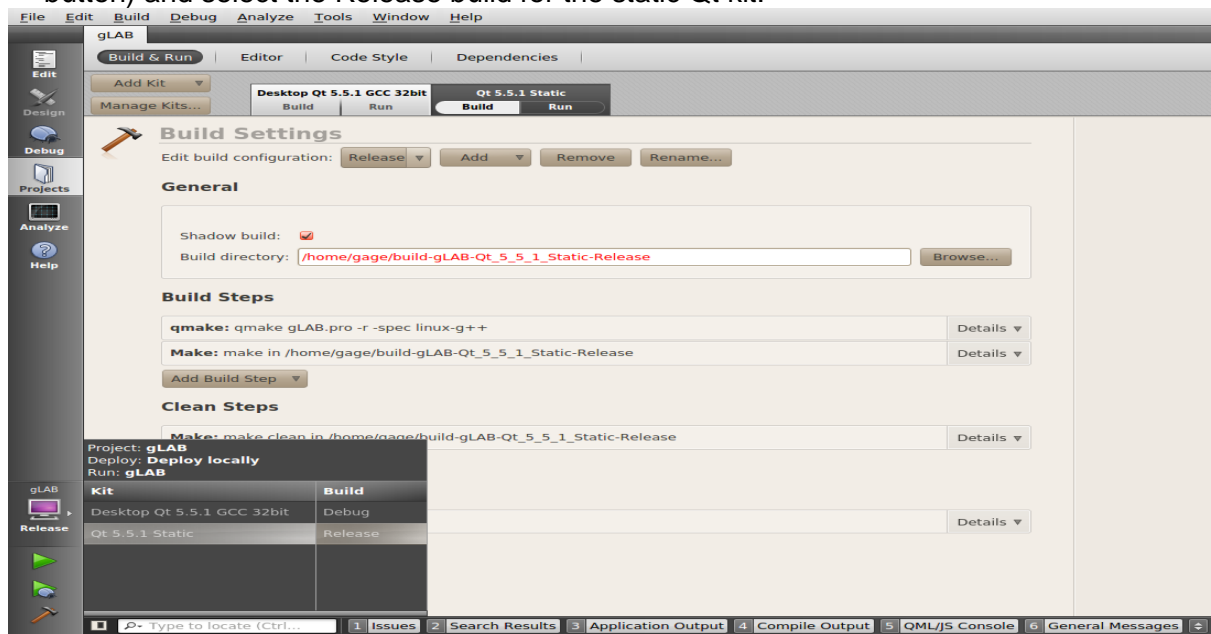 button) and select the Release build for the static Qt kit.
File Edit Build Debug Analyze Tools Window Help
gLAB
Build & Run Editor Code Style Dependencies
Edit
Add Kit
Manage Kits...
Desktop Qt 5.5.1 GCC 32bit Qt 5.5.1 Static
Build Run Build Run
Design
Debug
Projects
Analyze
Help
Build Settings
Edit build configuration: Release Add Remove Rename...
General
Shadow build:
Build directory: /home/gage/build-gLAB-Qt_5_5_1_Static-Release Browse...
Build Steps
qmake: qmake gLAB.pro -r -spec linux-g++ Details
Make: make in /home/gage/build-gLAB-Qt_5_5_1_Static-Release Details
Add Build Step
Clean Steps
Make: make clean in /home/gage/build-gLAB-Qt_5_5_1_Static-Release Details
Project: gLAB
Deploy: Deploy locally
Run: gLAB
Kit Build
Desktop Qt 5.5.1 GCC 32bit Debug
Qt 5.5.1 Static Release
Details
gLAB
Release
Type to locate (Ctrl... 1 Issues 2 Search Results 3 Application Output 4 Compile Output 5 QML/JS Console 6 General Messages